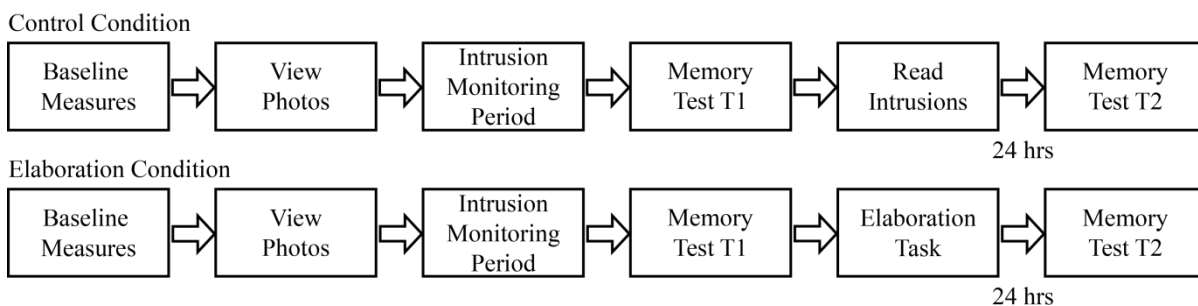 Control Condition
Baseline
Measures
View
Photos
Intrusion
Monitoring
Period
Memory
Test T1
Read
Intrusions
Memory
Test T2
24 hrs
Elaboration Condition
Baseline
Measures
View
Photos
Intrusion
Monitoring
Period
Memory
Test T1
Elaboration
Task
Memory
Test T2
24 hrs